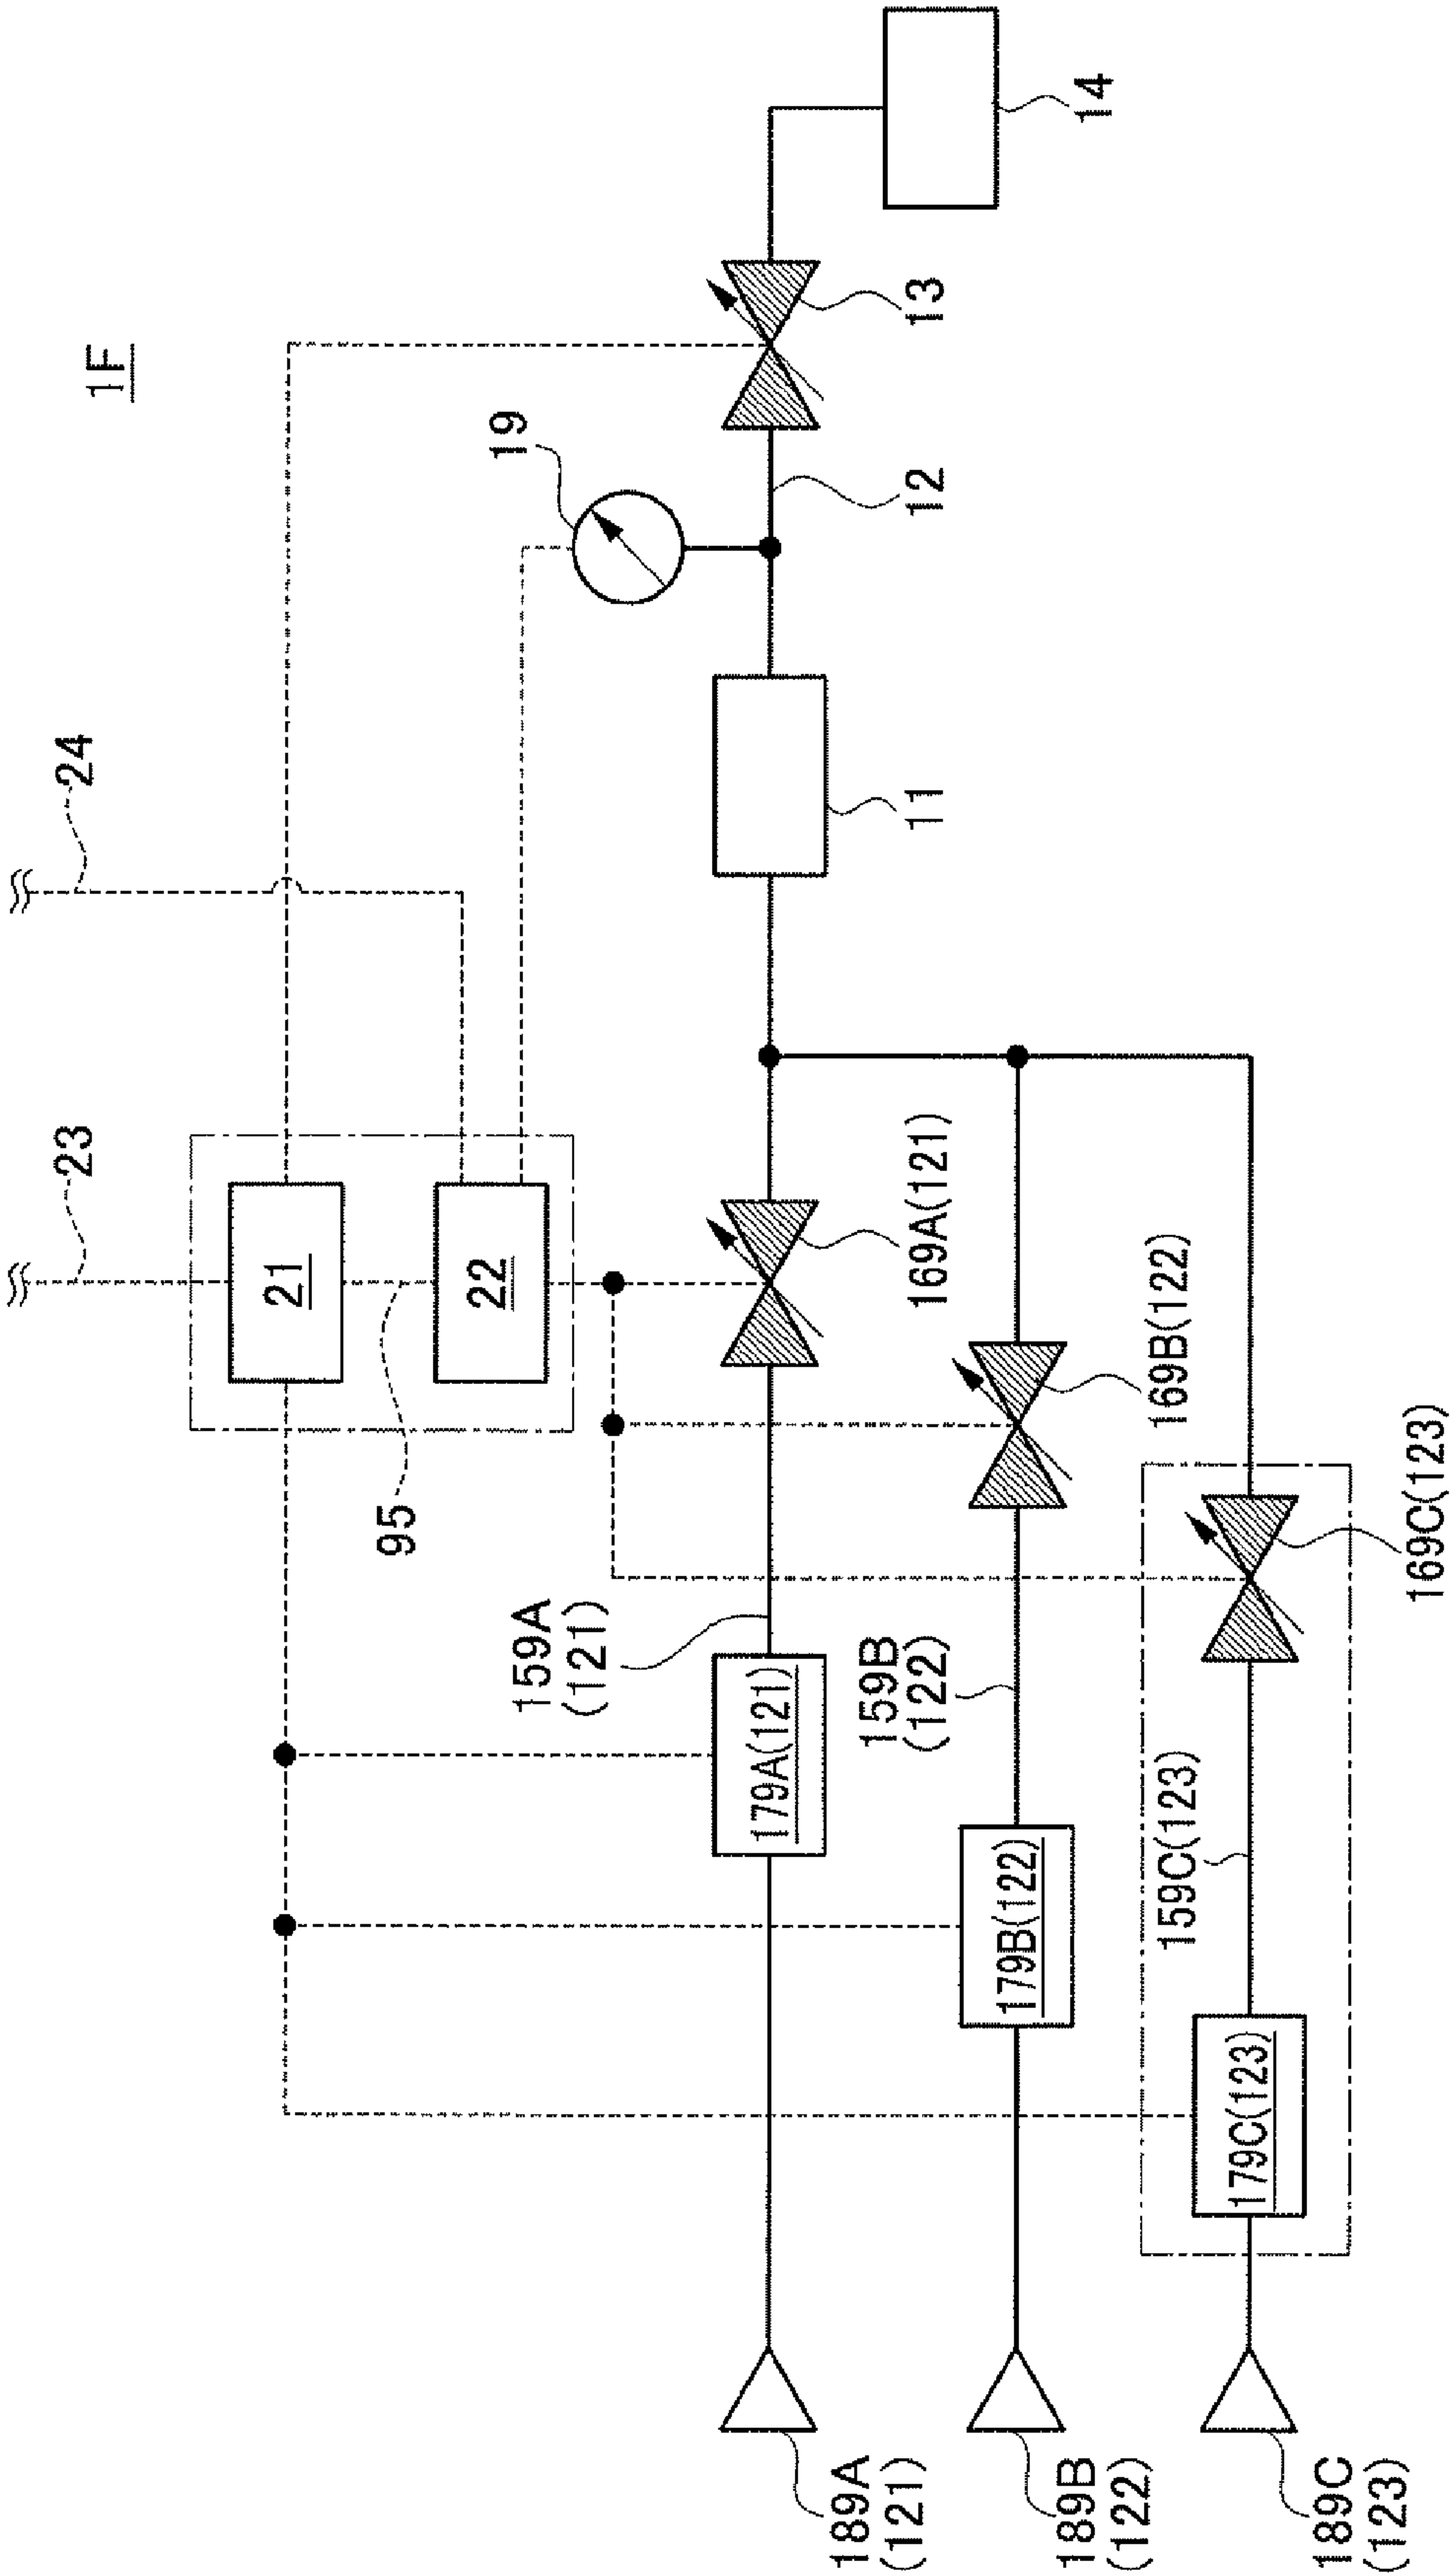 1F
23
24
21
95
22
19
14
13
12
11
169A(121)
169B(122)
169C(123)
159A
(121)
159B
(122)
159C(123)
179A(121)
179B(122)
179C(123)
189A
(121)
189B
(122)
189C
(123)